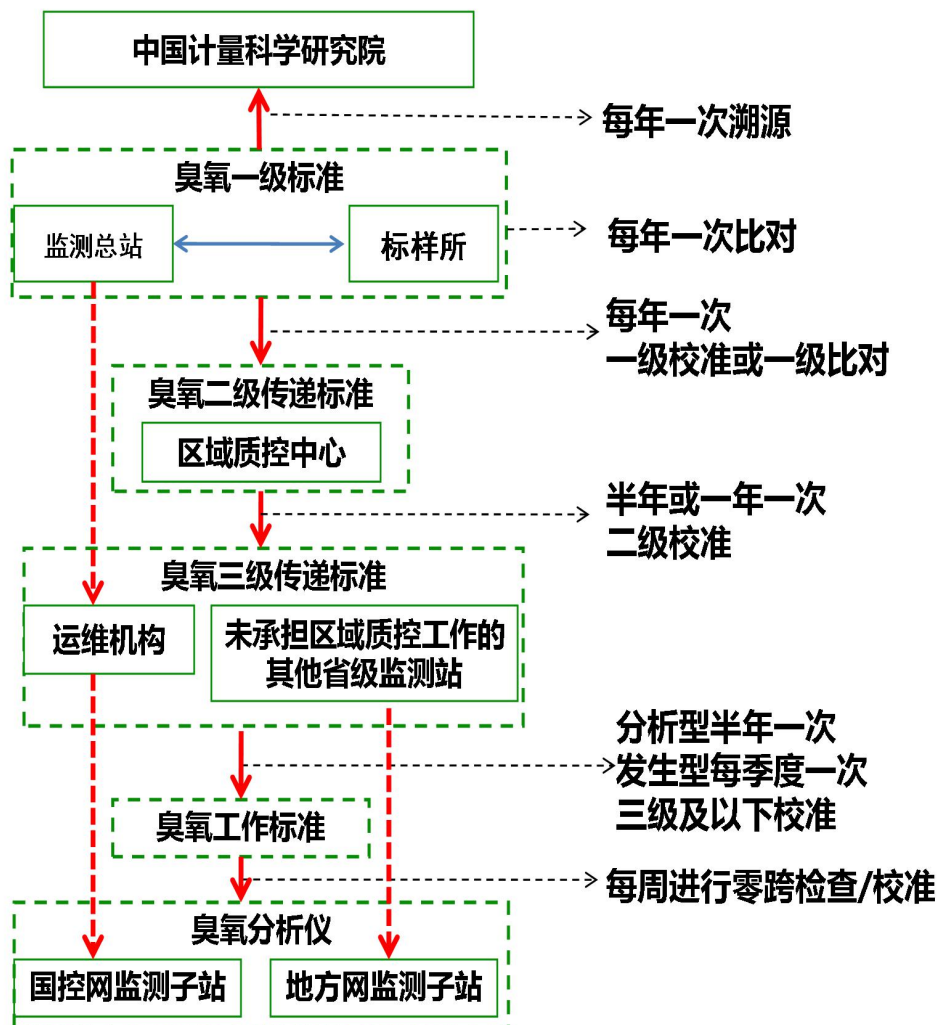 中国计量科学研究院
每年一次溯源
臭氧一级标准
监测总站
标样所
每年一次比对
每年一次
一级校准或一级比对
臭氧二级传递标准
区域质控中心
半年或一年一次
二级校准
臭氧三级传递标准
运维机构
未承担区域质控工作的
其他省级监测站
分析型半年一次
发生型每季度一次
三级及以下校准
臭氧工作标准
每周进行零跨检查/校准
臭氧分析仪
国控网监测子站
地方网监测子站